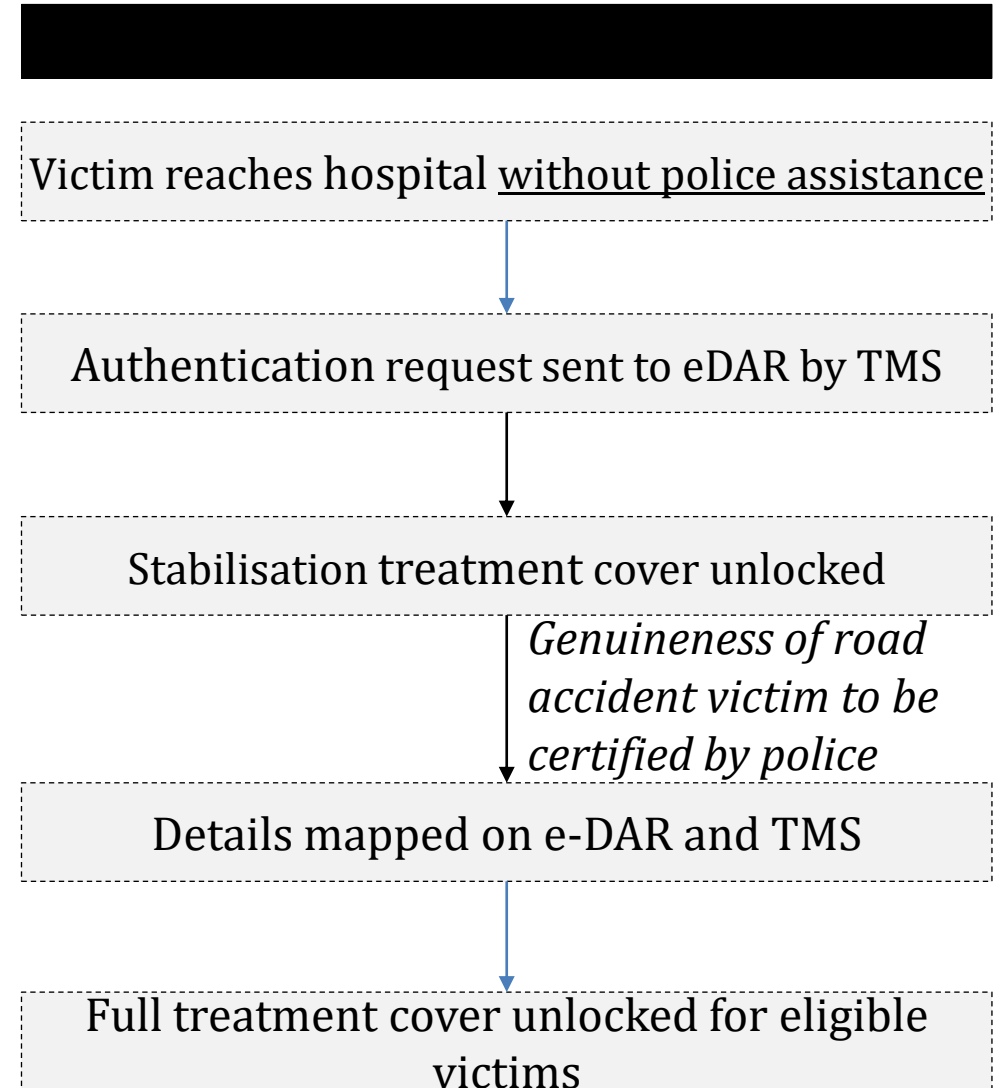 Victim reaches hospital without police assistance
Authentication request sent to eDAR by TMS
Stabilisation treatment cover unlocked
Genuineness of road
accident victim to be
certified by police
Details mapped on e-DAR and TMS
Full treatment cover unlocked for eligible
victims